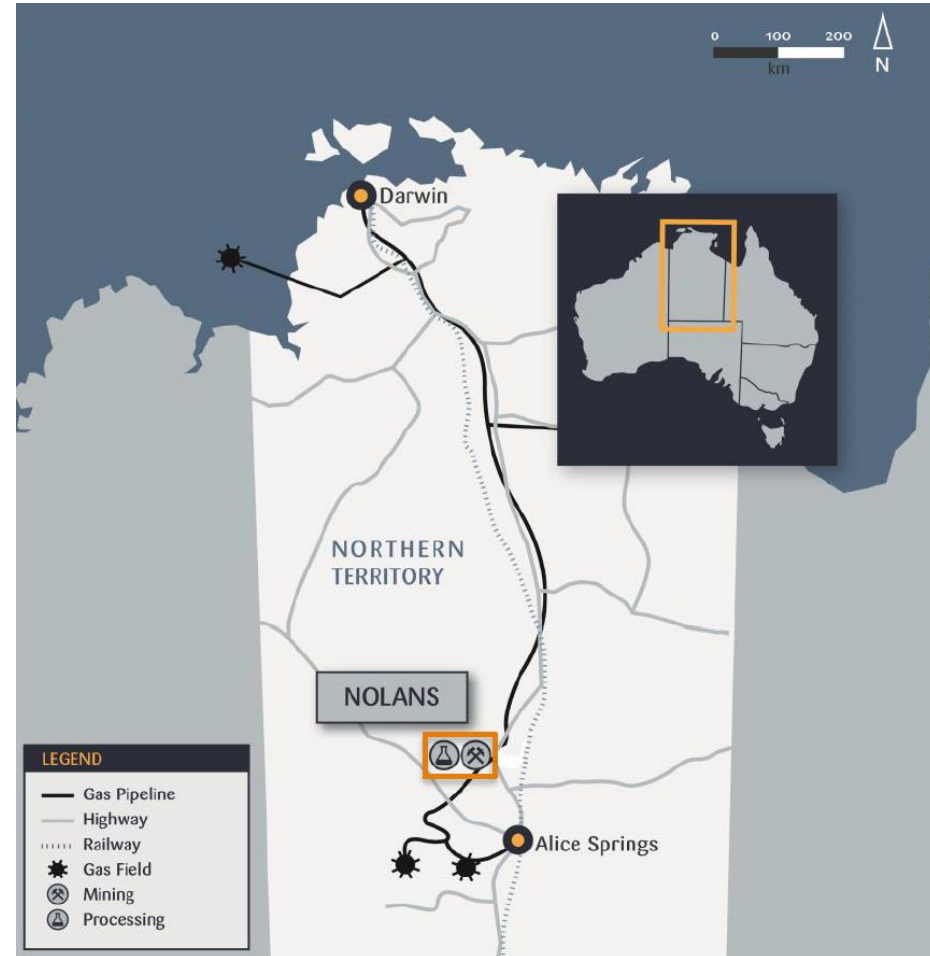 0 100 200
km
N
Darwin
NORTHERN
TERRITORY
NOLANS
Alice Springs
LEGEND
Gas Pipeline
Highway
Railway
Gas Field
Mining
Processing